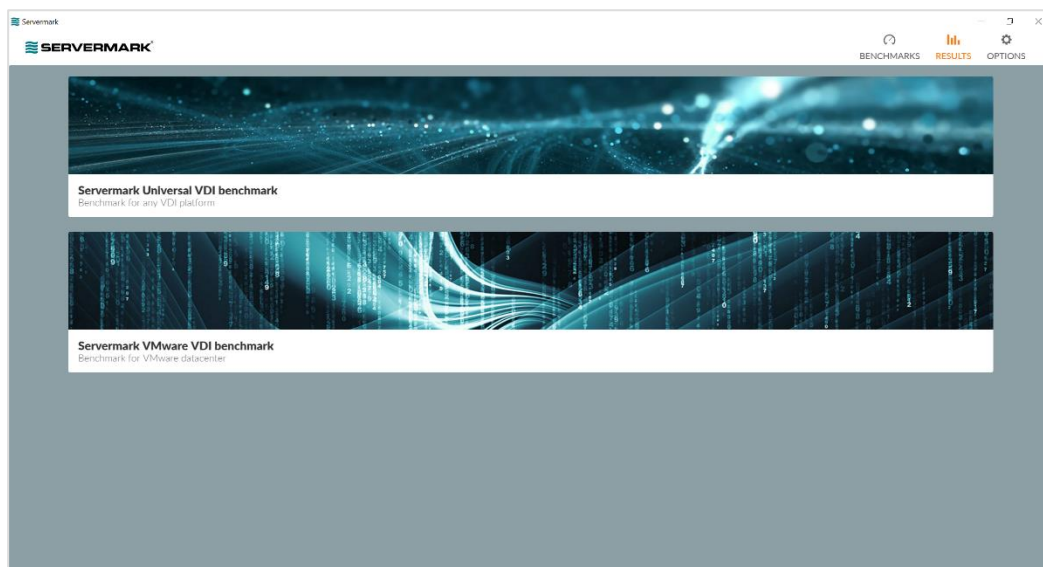 Servermark
SERVERMARK
BENCHMARKS
RESULTS
OPTIONS
Servermark Universal VDI benchmark
Benchmark for any VDI platform
Servermark VMware VDI benchmark
Benchmark for VMware datacenter